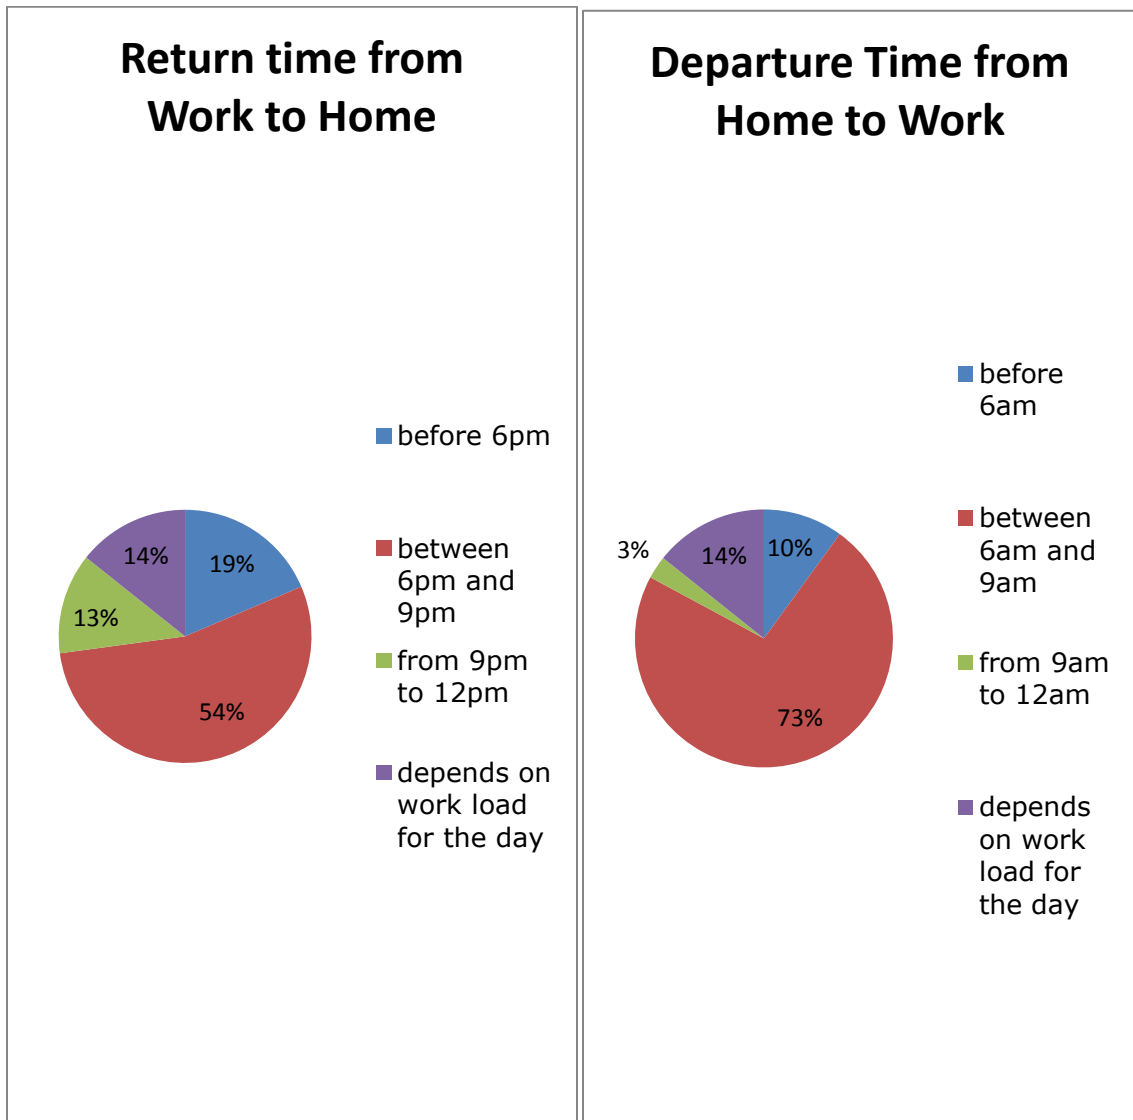 Return time from
Work to Home
before 6pm
between
6pm and
9pm
from 9pm
to 12pm
depends on
work load
for the day
14%
19%
13%
54%
Departure Time from
Home to Work
before
6am
between
6am and
9am
from 9am
to 12am
depends
on work
load for
the day
3%
14%
10%
73%